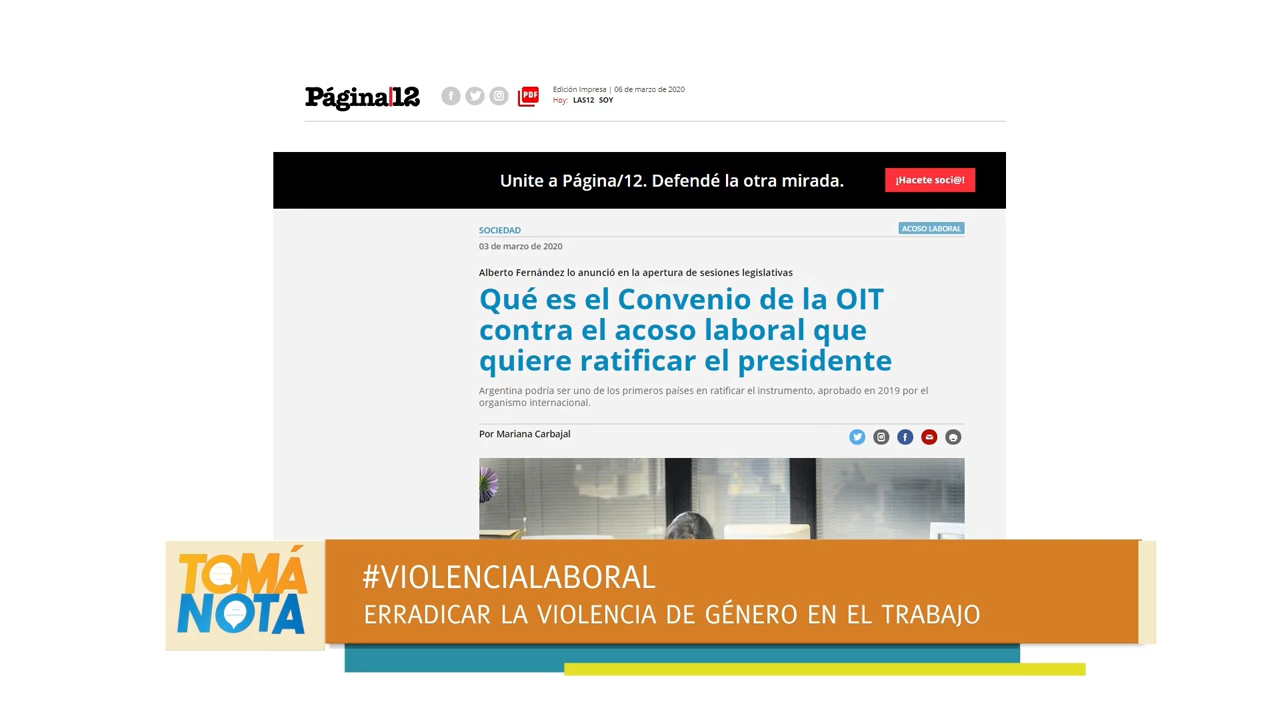 Página|12
PDF
Edición Impresa | 06 de marzo de 2020
Hoy: LAS12 SOY
Unite a Página/12. Defendé la otra mirada.
¡Hacete soci@!
SOCIEDAD
ACOSO LABORAL
03 de marzo de 2020
Alberto Fernández lo anunció en la apertura de sesiones legislativas
Qué es el Convenio de la OIT
contra el acoso laboral que
quiere ratificar el presidente
Argentina podría ser uno de los primeros países en ratificar el instrumento, aprobado en 2019 por el
organismo internacional.
Por Mariana Carbajal
TOMÁ
NOTA
#VIOLENCIALABORAL
ERRADICAR LA VIOLENCIA DE GÉNERO EN EL TRABAJO